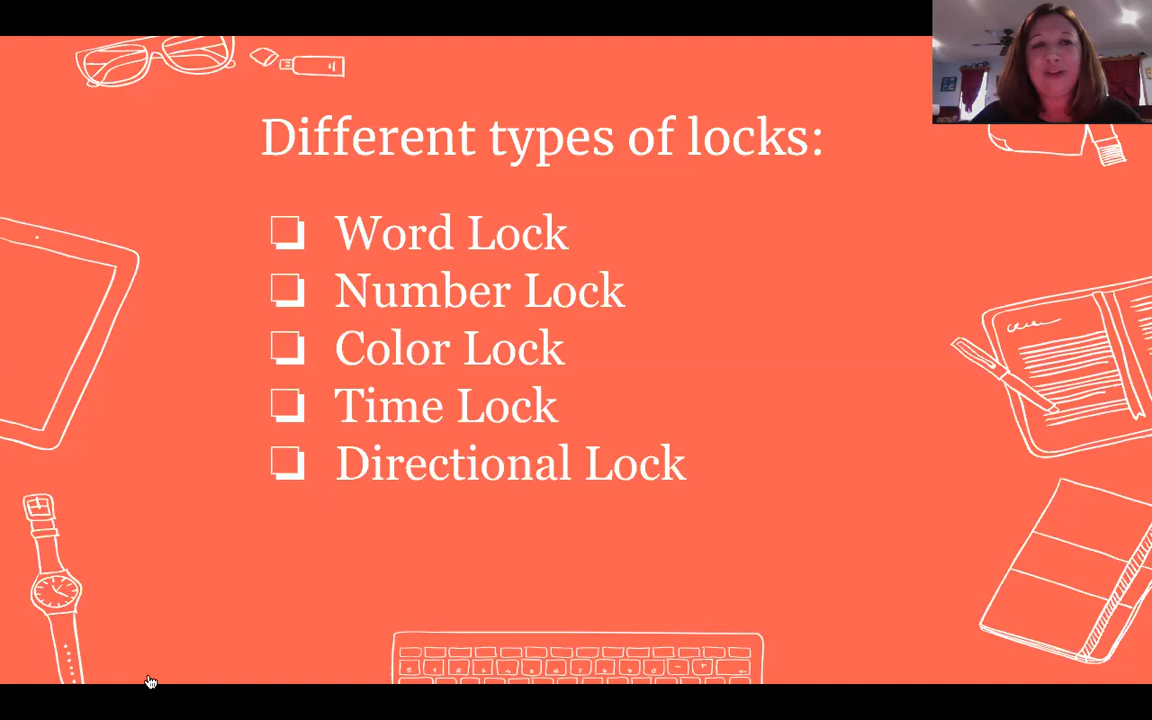 Different types of locks:
Word Lock
Number Lock
Color Lock
Time Lock
Directional Lock